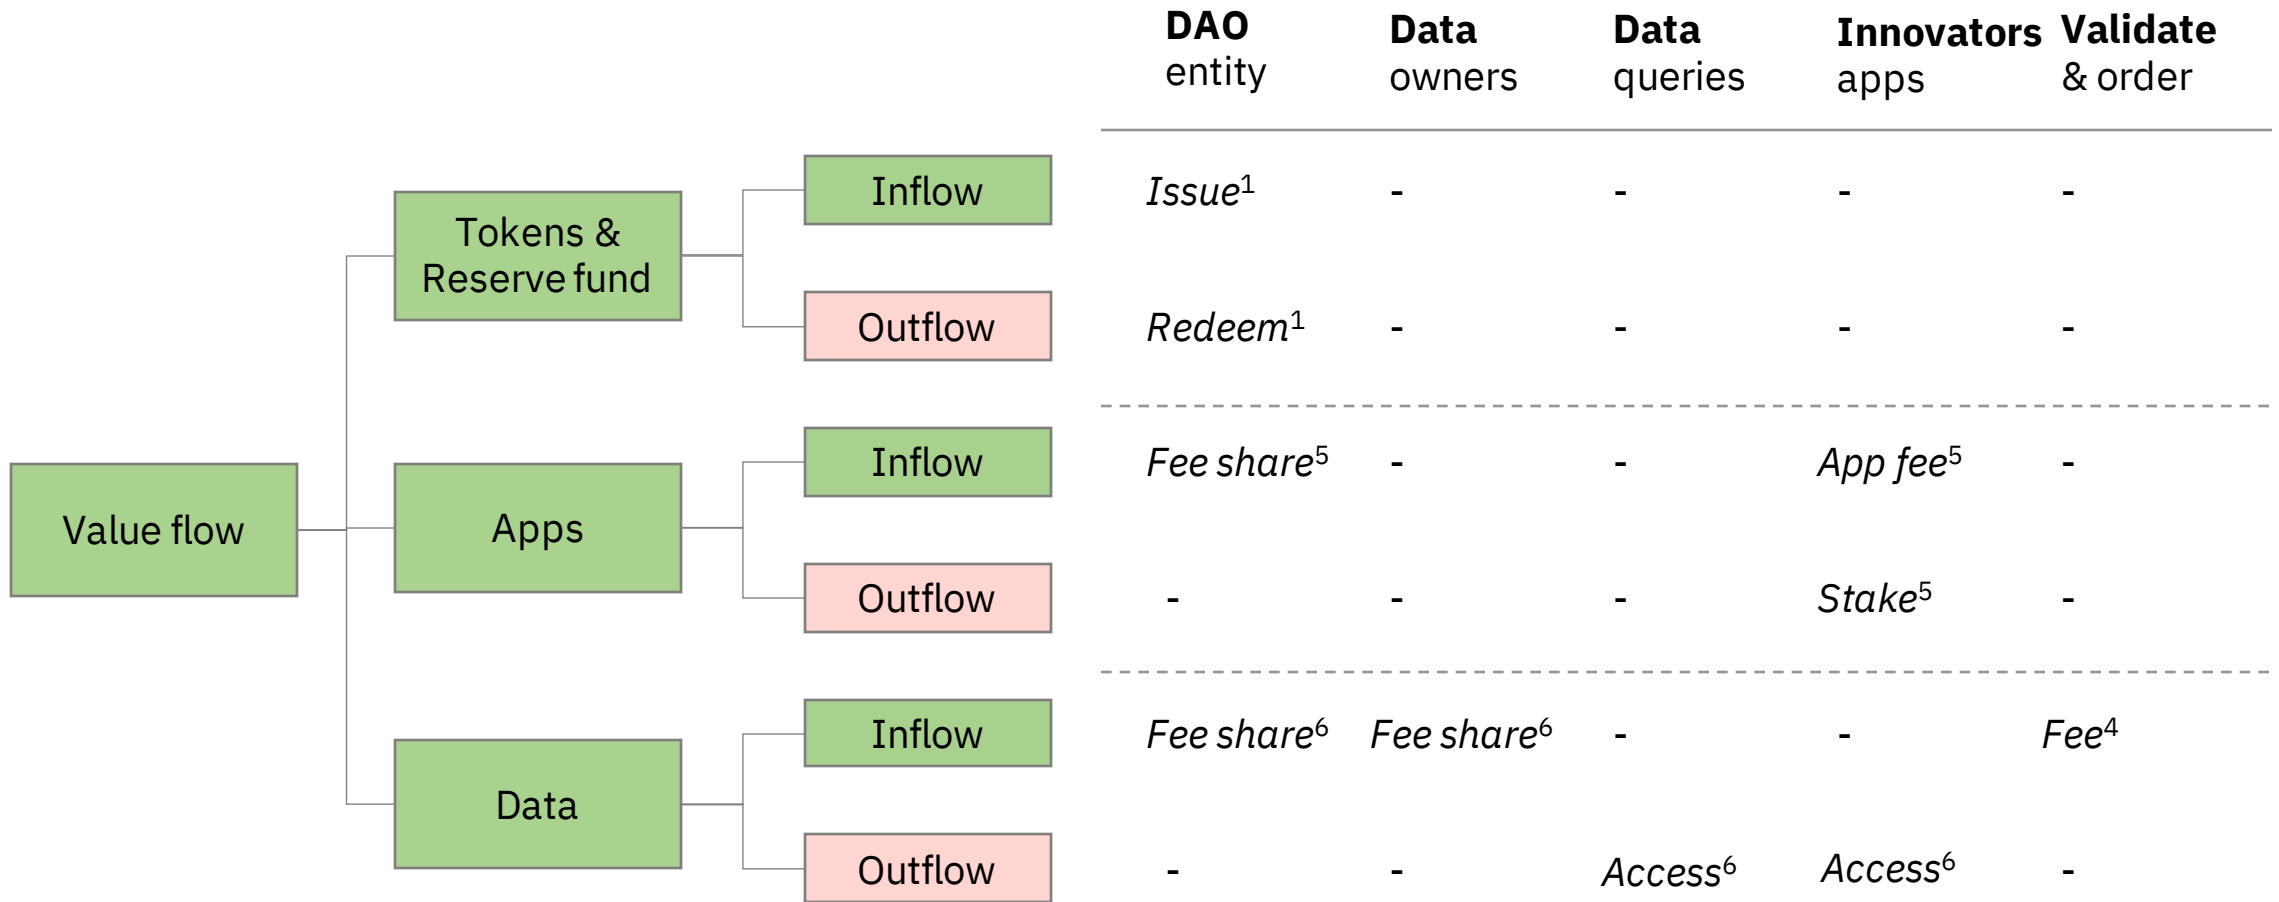 DAO Data Data Innovators Validate
entity owners queries apps & order
Inflow Issue¹ - - - -
Tokens &
Reserve fund
Outflow Redeem¹ - - - -
Inflow Fee share⁵ - - App fee⁵ -
Value flow Apps
Outflow - - - Stake⁵ -
Inflow Fee share⁶ Fee share⁶ - - Fee⁴
Data
Outflow - - Access⁶ Access⁶ -